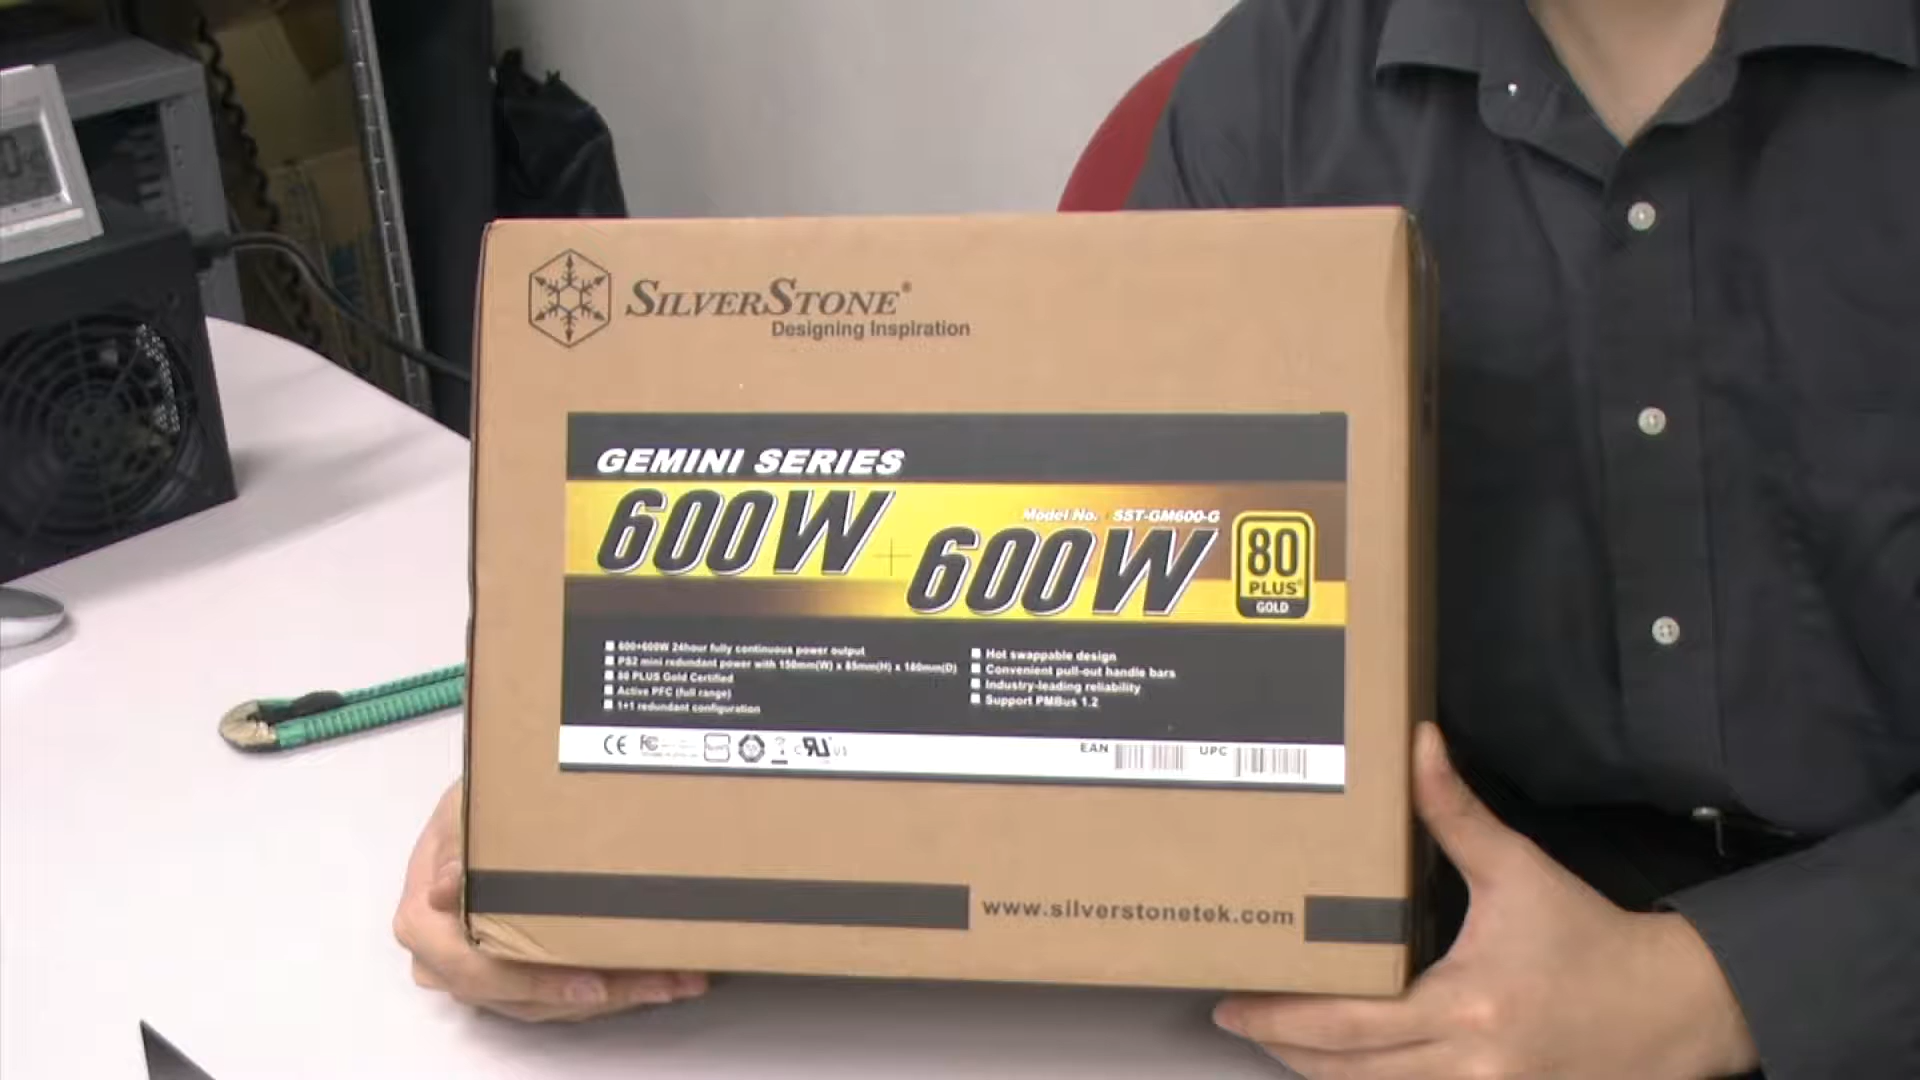 SILVERSTONE®
Designing Inspiration
GEMINI SERIES
600W + 600W
Model No. SST-GM600-G
80
PLUS®
GOLD
600+600W 24hour fully continuous power output
PS2 mini redundant power with 150mm(W) x 85mm(H) x 180mm(D)
80 PLUS Gold Certified
Active PFC (full range)
1+1 redundant configuration
Hot swappable design
Convenient pull-out handle bars
Industry-leading reliability
Support PMBus 1.2
CE FC c US
EAN UPC
www.silverstonetek.com